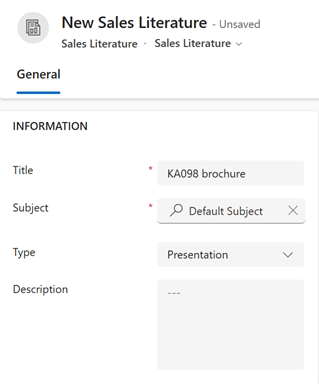 New Sales Literature - Unsaved
Sales Literature · Sales Literature
General
INFORMATION
Title * KA098 brochure
Subject * Default Subject
Type Presentation
Description ---